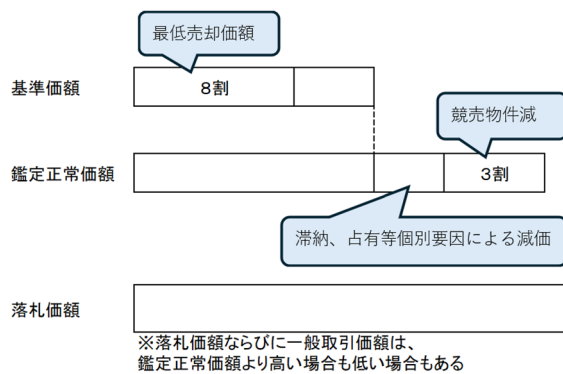 最低売却価額
基準価額
8割
競売物件減
鑑定正常価額
3割
滞納、占有等個別要因による減価
落札価額
※落札価額ならびに一般取引価額は、
鑑定正常価額より高い場合も低い場合もある